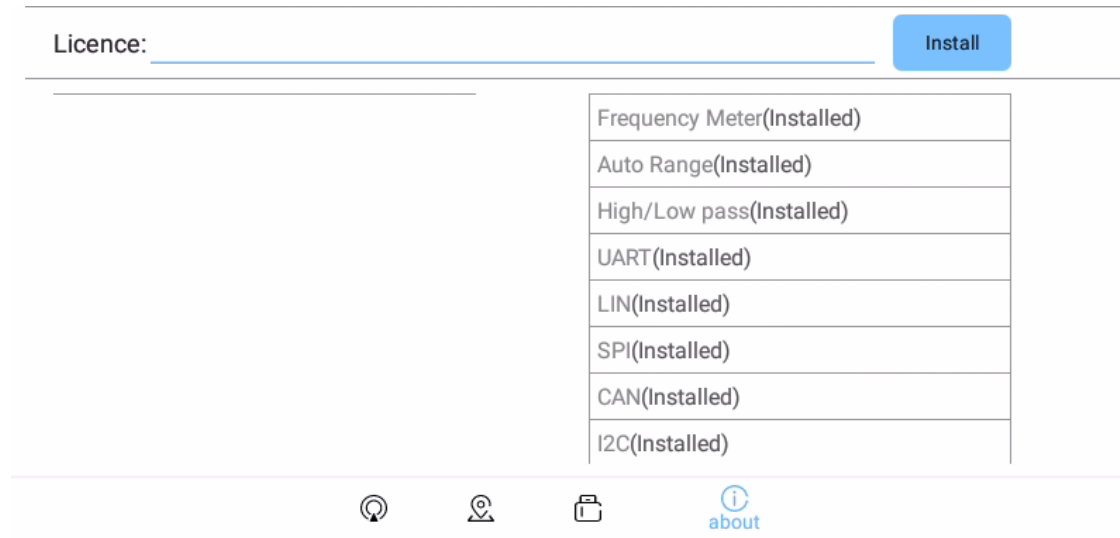 Licence:
Install
Frequency Meter(Installed)
Auto Range(Installed)
High/Low pass(Installed)
UART(Installed)
LIN(Installed)
SPI(Installed)
CAN(Installed)
I2C(Installed)
about